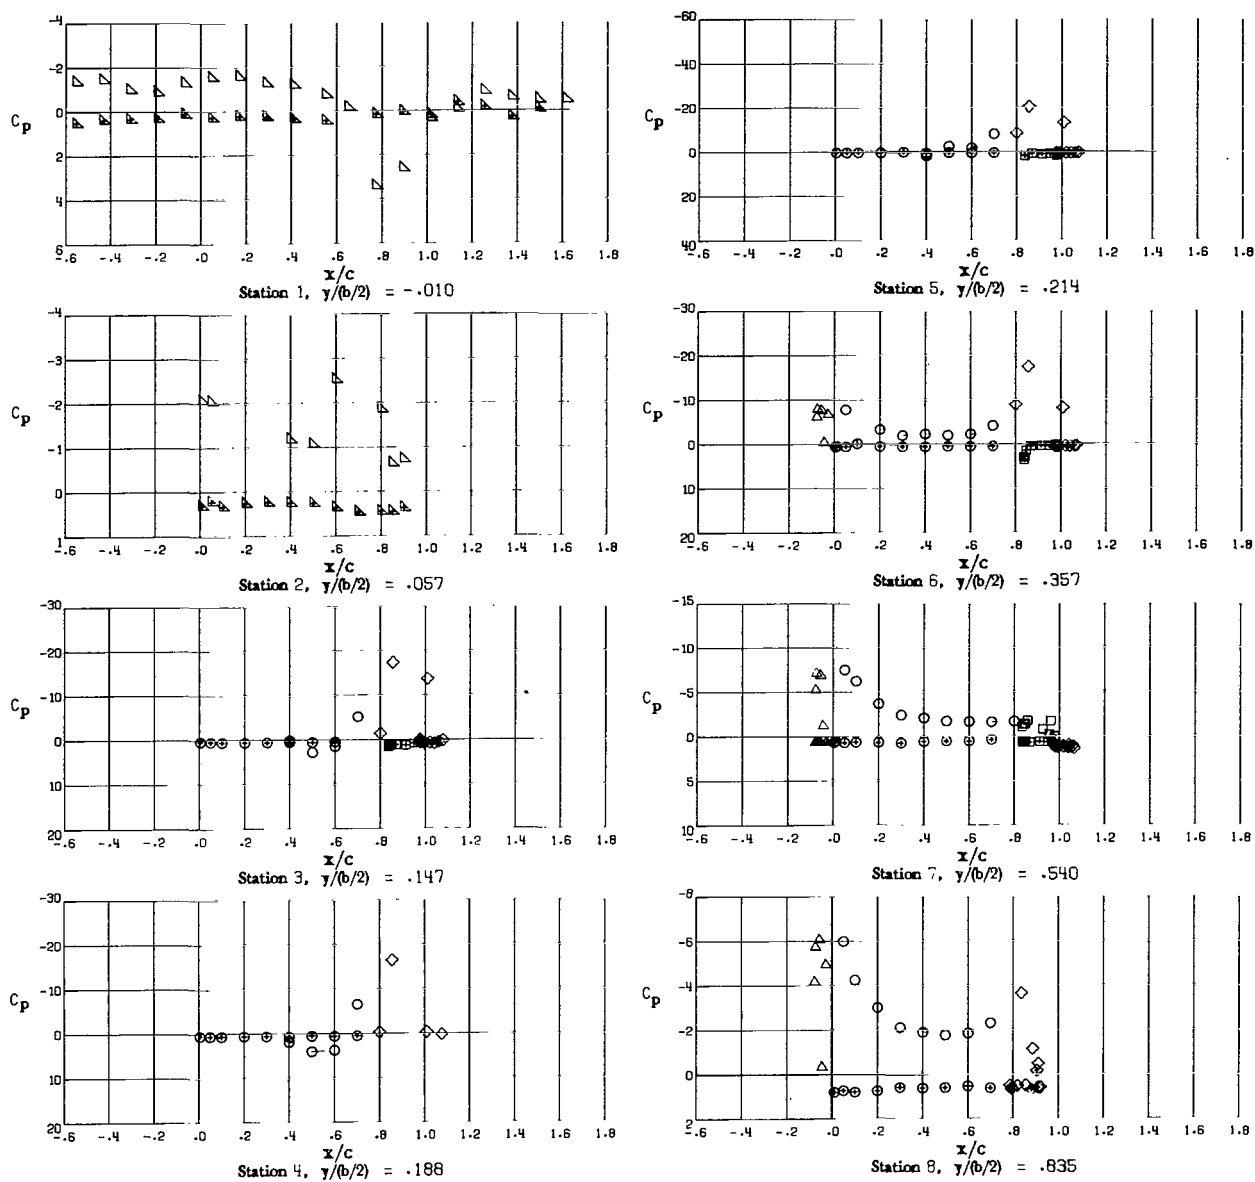 -4
-2
0
2
4
6
C_p
-.6 -.4 -.2 .0 .2 .4 .6 .8 1.0 1.2 1.4 1.6 1.8
x/c
Station 1, y/(b/2) = -.010
-4
-3
-2
-1
0
1
C_p
-.6 -.4 -.2 .0 .2 .4 .6 .8 1.0 1.2 1.4 1.6 1.8
x/c
Station 2, y/(b/2) = .057
-30
-20
-10
0
10
20
C_p
-.6 -.4 -.2 .0 .2 .4 .6 .8 1.0 1.2 1.4 1.6 1.8
x/c
Station 3, y/(b/2) = .147
-30
-20
-10
0
10
20
C_p
-.6 -.4 -.2 .0 .2 .4 .6 .8 1.0 1.2 1.4 1.6 1.8
x/c
Station 4, y/(b/2) = .188
-60
-40
-20
0
20
40
C_p
-.6 -.4 -.2 .0 .2 .4 .6 .8 1.0 1.2 1.4 1.6 1.8
x/c
Station 5, y/(b/2) = .214
-30
-20
-10
0
10
20
C_p
-.6 -.4 -.2 .0 .2 .4 .6 .8 1.0 1.2 1.4 1.6 1.8
x/c
Station 6, y/(b/2) = .357
-15
-10
-5
0
5
10
C_p
-.6 -.4 -.2 .0 .2 .4 .6 .8 1.0 1.2 1.4 1.6 1.8
x/c
Station 7, y/(b/2) = .540
-8
-6
-4
-2
0
2
C_p
-.6 -.4 -.2 .0 .2 .4 .6 .8 1.0 1.2 1.4 1.6 1.8
x/c
Station 8, y/(b/2) = .835